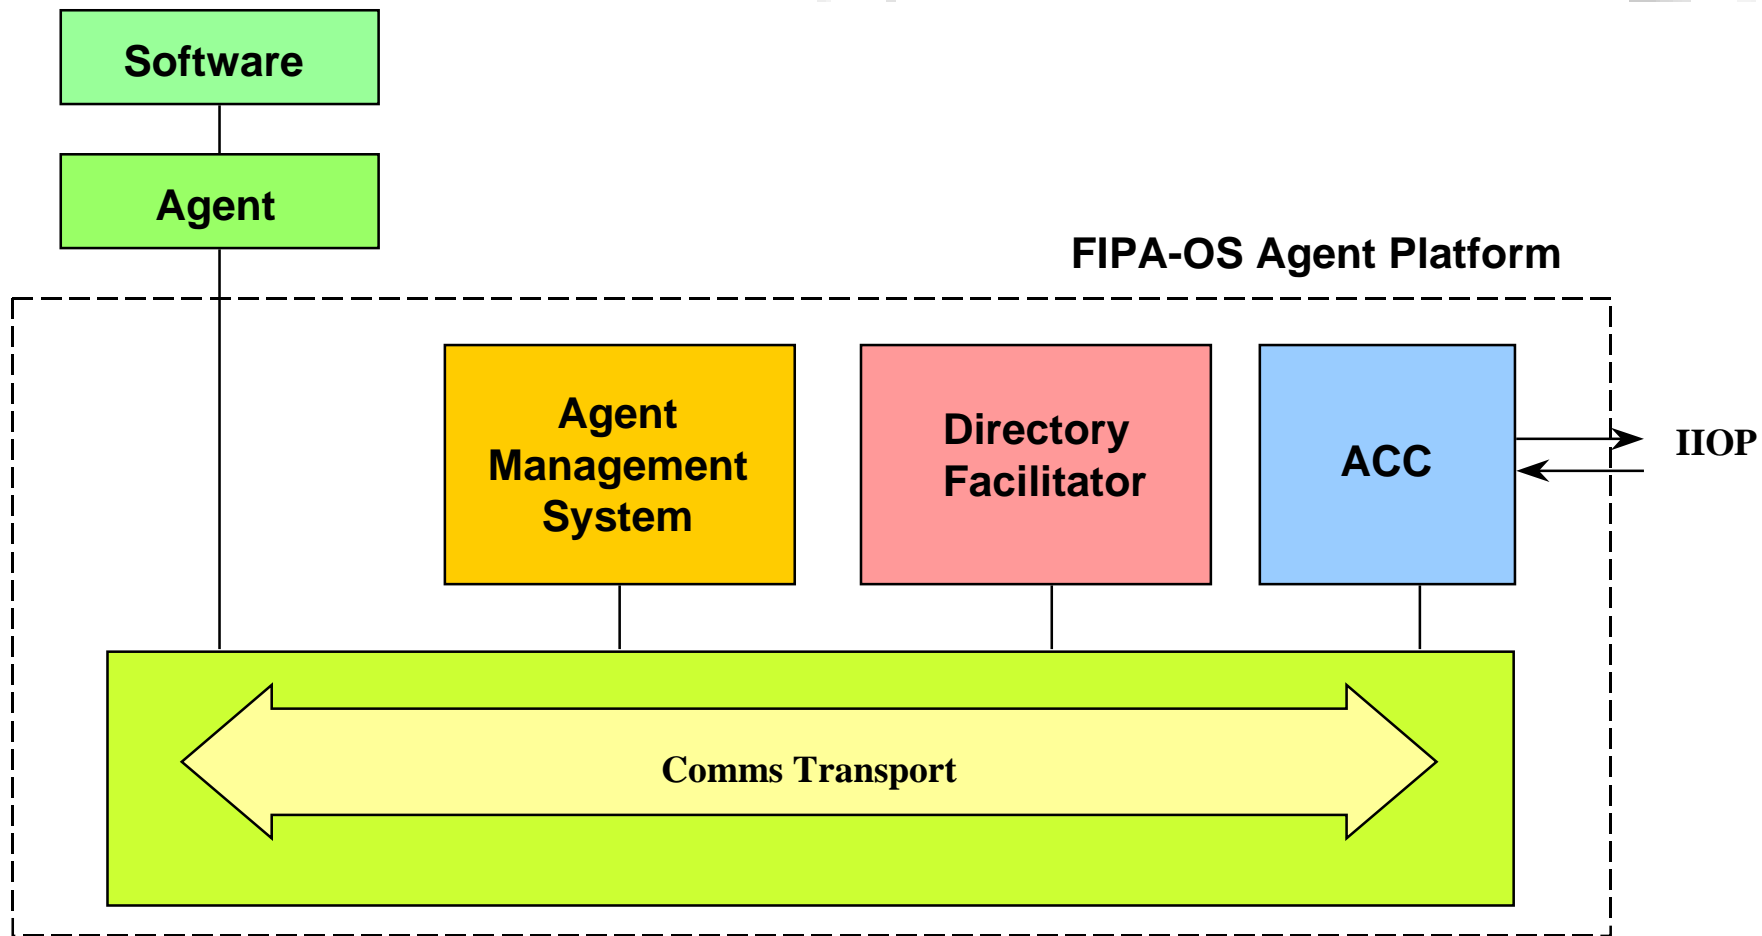 Software
Agent
FIPA-OS Agent Platform
Agent
Management
System
Directory
Facilitator
ACC
IIOP
Comms Transport